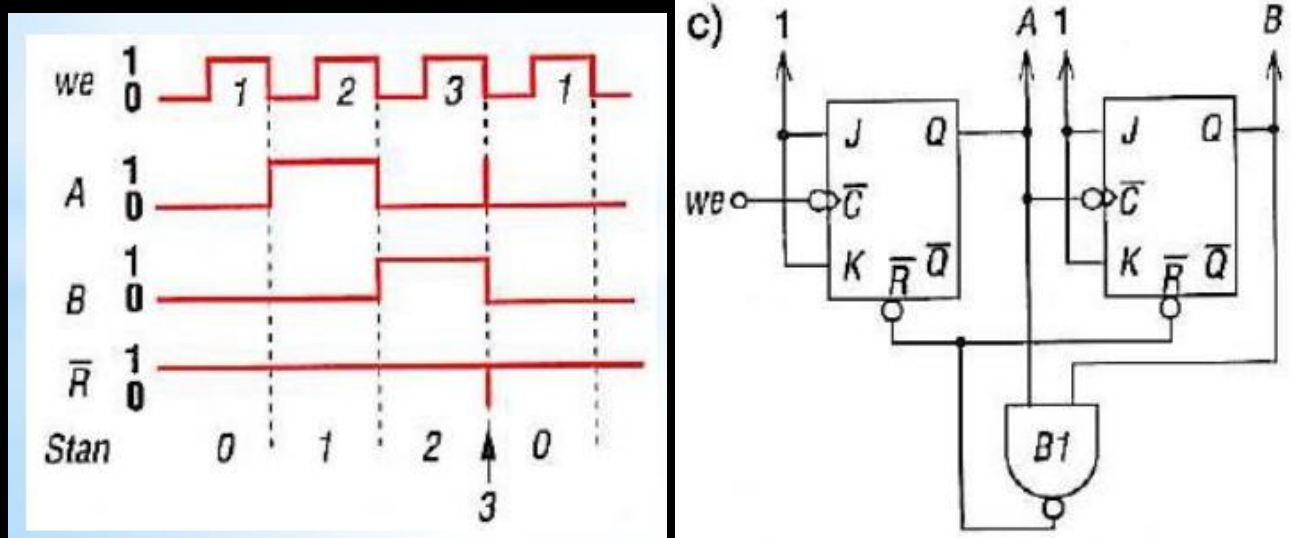 we 1 0 1 2 3 1
A 1 0
B 1 0
R̅ 1 0
Stan 0 1 2 0
3
c) 1 A 1 B
J Q J Q
we C̅ C̅
K R̅ Q̅ K R̅ Q̅
B1